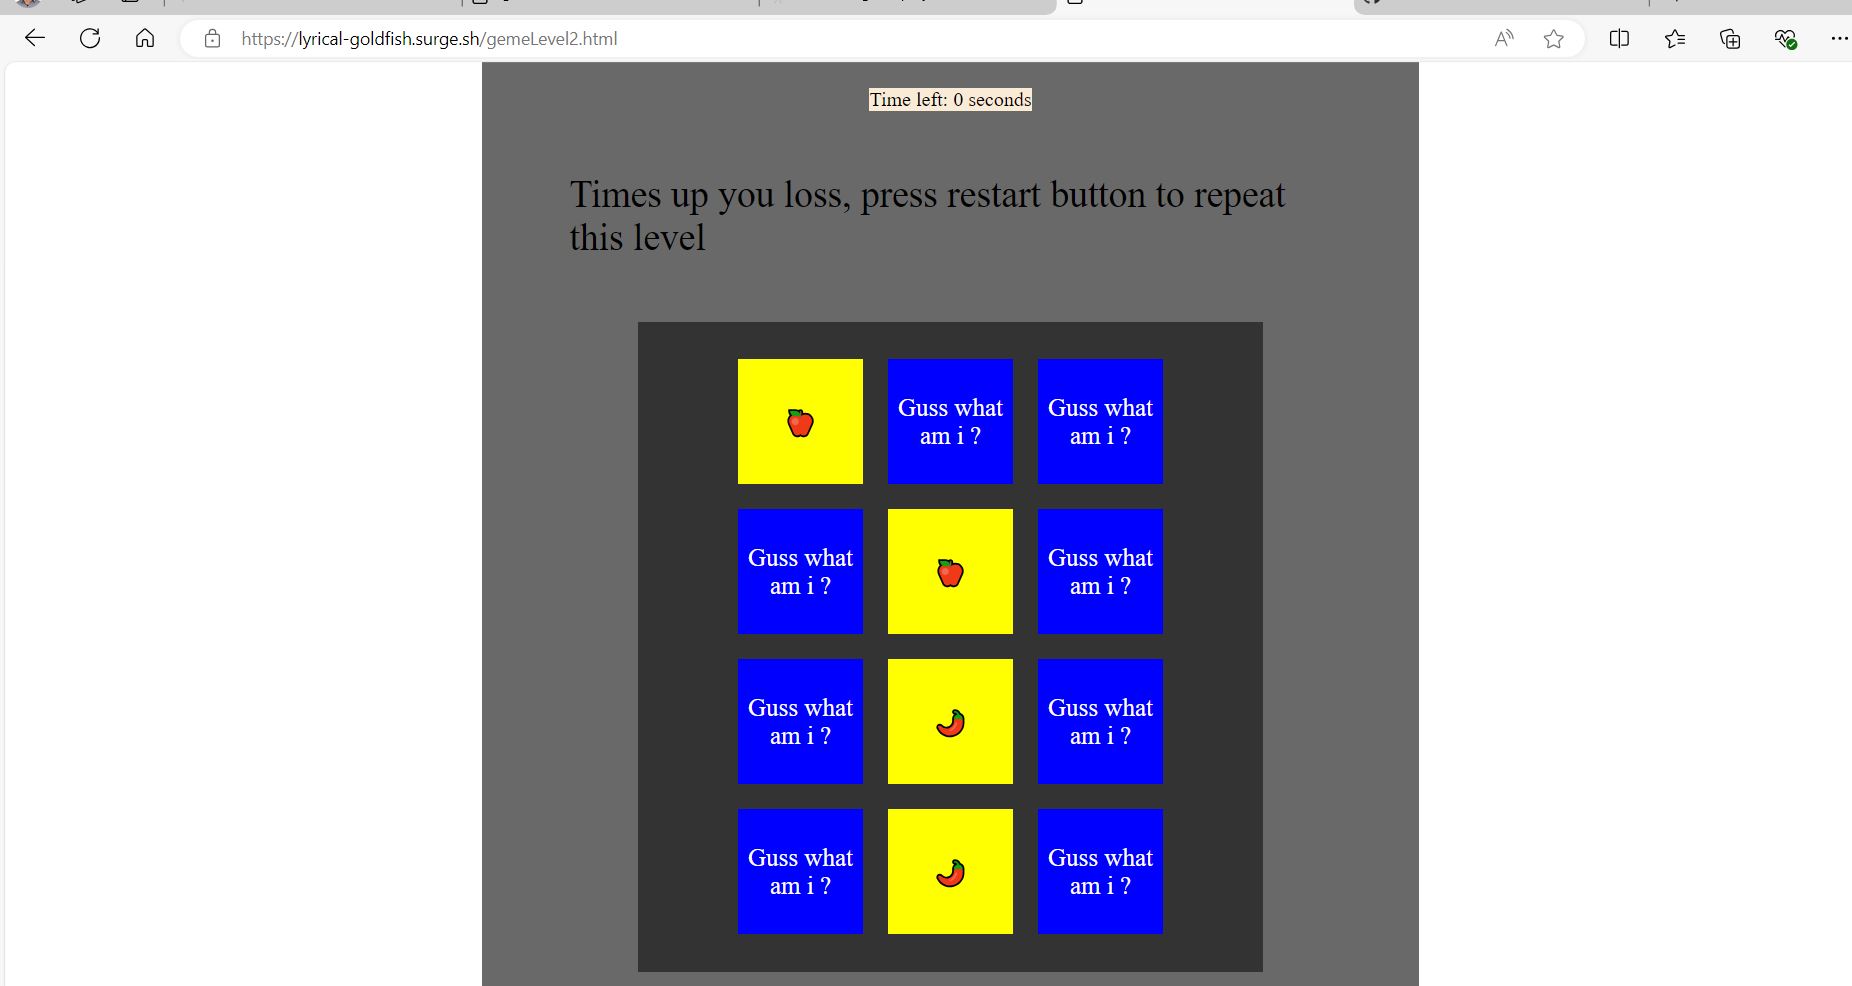 https://lyrical-goldfish.surge.sh/gemeLevel2.html
Time left: 0 seconds
Times up you loss, press restart button to repeat
this level
Guss what
am i ?
Guss what
am i ?
Guss what
am i ?
Guss what
am i ?
Guss what
am i ?
Guss what
am i ?
Guss what
am i ?
Guss what
am i ?